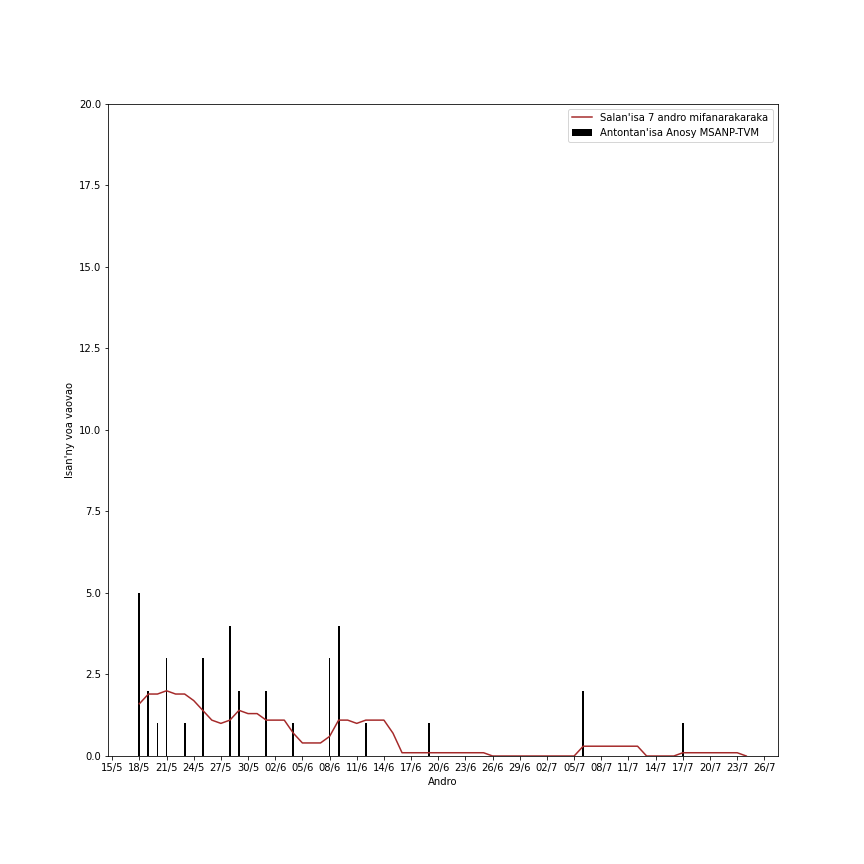 Salan'isa 7 andro mifanarakaraka
Antontan'isa Anosy MSANP-TVM
20.0
17.5
15.0
12.5
10.0
7.5
5.0
2.5
0.0
Isan'ny voa vaovao
15/5 18/5 21/5 24/5 27/5 30/5 02/6 05/6 08/6 11/6 14/6 17/6 20/6 23/6 26/6 29/6 02/7 05/7 08/7 11/7 14/7 17/7 20/7 23/7 26/7
Andro